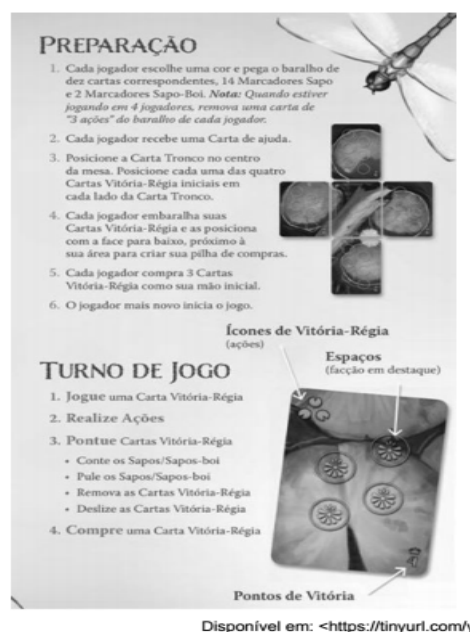 PREPARAÇÃO
1. Cada jogador escolhe uma cor e pega o baralho de
dez cartas correspondentes, 14 Marcadores Sapo
e 2 Marcadores Sapo-Boi. Nota: Quando estiver
jogando em 4 jogadores, remova uma carta de
"3 ações" do baralho de cada jogador.
2. Cada jogador recebe uma Carta de ajuda.
3. Posicione a Carta Tronco no centro
da mesa. Posicione cada uma das quatro
Cartas Vitória-Régia iniciais em
cada lado da Carta Tronco.
4. Cada jogador embaralha suas
Cartas Vitória-Régia e as posiciona
com a face para baixo, próximo à
sua área para criar sua pilha de compras.
5. Cada jogador compra 3 Cartas
Vitória-Régia como sua mão inicial.
6. O jogador mais novo inicia o jogo.
Ícones de Vitória-Régia
(ações)
Espaços
(facção em destaque)
TURNO DE JOGO
1. Jogue uma Carta Vitória-Régia
2. Realize Ações
3. Pontue Cartas Vitória-Régia
• Conte os Sapos/Sapos-boi
• Pule os Sapos/Sapos-boi
• Remova as Cartas Vitória-Régia
• Deslize as Cartas Vitória-Régia
4. Compre uma Carta Vitória-Régia
Pontos de Vitória
Disponível em: <https://tinyurl.com/